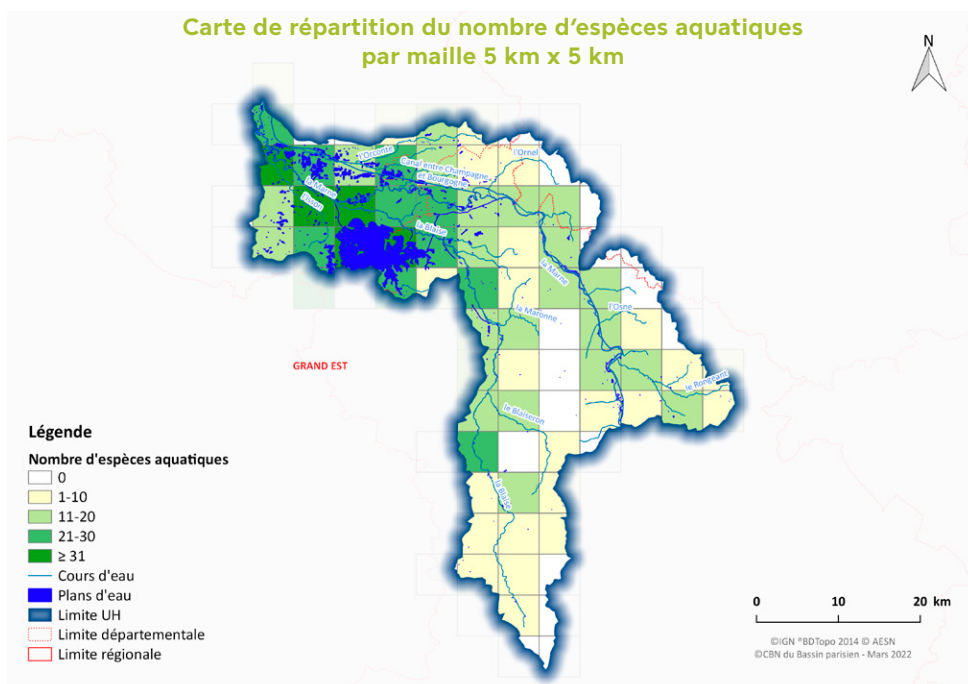 Carte de répartition du nombre d'espèces aquatiques
par maille 5 km x 5 km
N
l'Orconte
l'Ornel
Canal entre Champagne
et Bourgogne
la Marne
Pisson
la Blaise
la Marne
l'Osne
la Maronne
GRAND EST
le Rongeant
le Blaiseron
la Blaise
Légende
Nombre d'espèces aquatiques
0
1-10
11-20
21-30
≥ 31
Cours d'eau
Plans d'eau
Limite UH
Limite départementale
Limite régionale
0 10 20 km
©IGN ®BDTopo 2014 © AESN
©CBN du Bassin parisien - Mars 2022